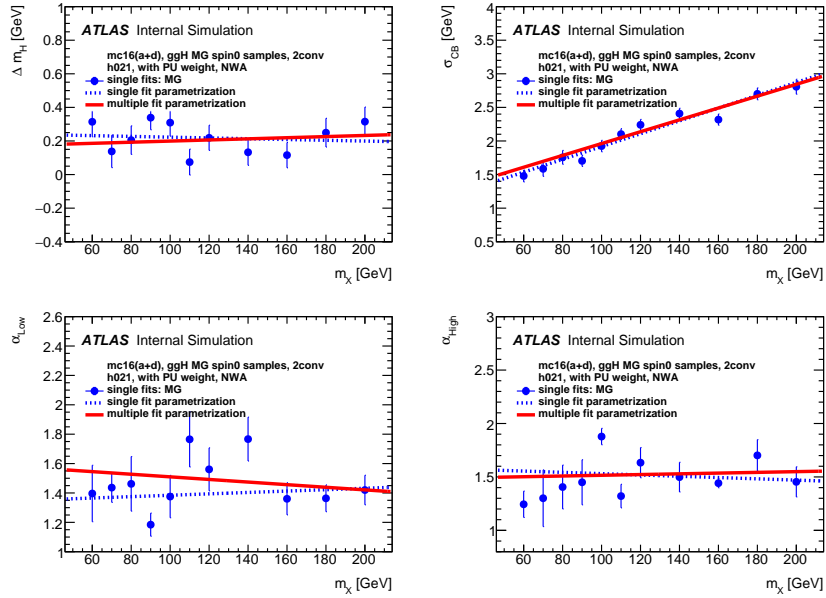 Δ m_H [GeV]
1
0.8
0.6
0.4
0.2
0
−0.2
−0.4
ATLAS Internal Simulation
mc16(a+d), ggH MG spin0 samples, 2conv
h021, with PU weight, NWA
single fits: MG
single fit parametrization
multiple fit parametrization
60 80 100 120 140 160 180 200
m_X [GeV]
σ_CB [GeV]
4
3.5
3
2.5
2
1.5
1
0.5
ATLAS Internal Simulation
mc16(a+d), ggH MG spin0 samples, 2conv
h021, with PU weight, NWA
single fits: MG
single fit parametrization
multiple fit parametrization
60 80 100 120 140 160 180 200
m_X [GeV]
α_Low
2.6
2.4
2.2
2
1.8
1.6
1.4
1.2
1
ATLAS Internal Simulation
mc16(a+d), ggH MG spin0 samples, 2conv
h021, with PU weight, NWA
single fits: MG
single fit parametrization
multiple fit parametrization
60 80 100 120 140 160 180 200
m_X [GeV]
α_High
3
2.5
2
1.5
1
ATLAS Internal Simulation
mc16(a+d), ggH MG spin0 samples, 2conv
h021, with PU weight, NWA
single fits: MG
single fit parametrization
multiple fit parametrization
60 80 100 120 140 160 180 200
m_X [GeV]